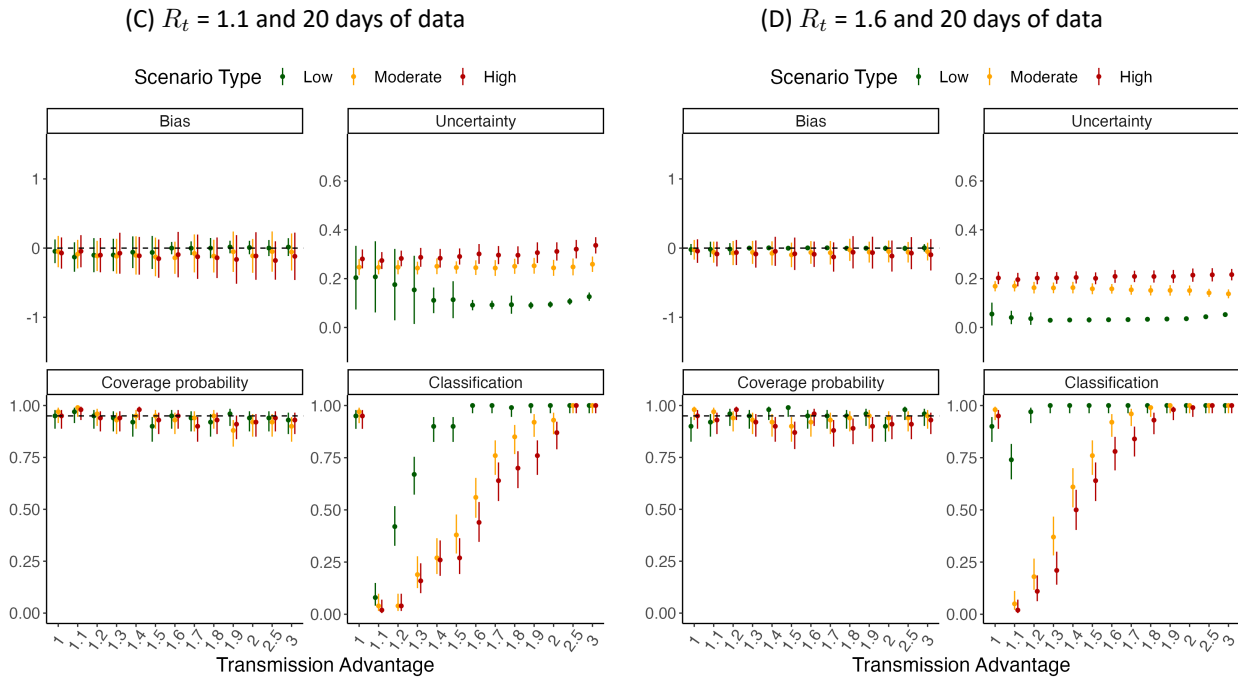 (C) R_t = 1.1 and 20 days of data
Scenario Type Low Moderate High
Bias Uncertainty
1
0
-1
0.6
0.4
0.2
0.0
Coverage probability Classification
1.00
0.75
0.50
0.25
0.00
1.00
0.75
0.50
0.25
0.00
1 1.1 1.2 1.3 1.4 1.5 1.6 1.7 1.8 1.9 2 2.5 3 1 1.1 1.2 1.3 1.4 1.5 1.6 1.7 1.8 1.9 2 2.5 3
Transmission Advantage
(D) R_t = 1.6 and 20 days of data
Scenario Type Low Moderate High
Bias Uncertainty
1
0
-1
0.6
0.4
0.2
0.0
Coverage probability Classification
1.00
0.75
0.50
0.25
0.00
1.00
0.75
0.50
0.25
0.00
1 1.1 1.2 1.3 1.4 1.5 1.6 1.7 1.8 1.9 2 2.5 3 1 1.1 1.2 1.3 1.4 1.5 1.6 1.7 1.8 1.9 2 2.5 3
Transmission Advantage